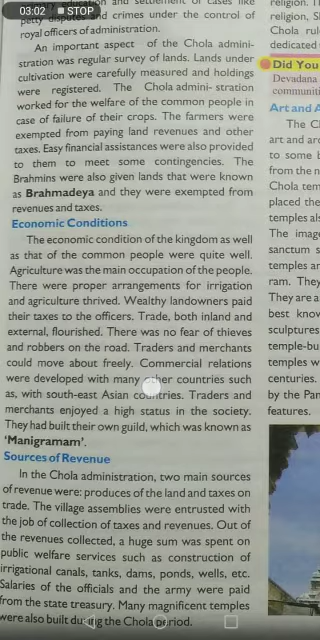 03:02 STOP
primary education and settlement of cases like
petty disputes and crimes under the control of
royal officers of administration.
An important aspect of the Chola admini-
stration was regular survey of lands. Lands under
cultivation were carefully measured and holdings
were registered. The Chola admini- stration
worked for the welfare of the common people in
case of failure of their crops. The farmers were
exempted from paying land revenues and other
taxes. Easy financial assistances were also provided
to them to meet some contingencies. The
Brahmins were also given lands that were known
as Brahmadeya and they were exempted from
revenues and taxes.
Economic Conditions
The economic condition of the kingdom as well
as that of the common people were quite well.
Agriculture was the main occupation of the people.
There were proper arrangements for irrigation
and agriculture thrived. Wealthy landowners paid
their taxes to the officers. Trade, both inland and
external, flourished. There was no fear of thieves
and robbers on the road. Traders and merchants
could move about freely. Commercial relations
were developed with many other countries such
as, with south-east Asian countries. Traders and
merchants enjoyed a high status in the society.
They had built their own guild, which was known as
'Manigramam'.
Sources of Revenue
In the Chola administration, two main sources
of revenue were: produces of the land and taxes on
trade. The village assemblies were entrusted with
the job of collection of taxes and revenues. Out of
the revenues collected, a huge sum was spent on
public welfare services such as construction of
irrigational canals, tanks, dams, ponds, wells, etc.
Salaries of the officials and the army were paid
from the state treasury. Many magnificent temples
were also built during the Chola period.
religion.
religion, S
Chola rul
dedicated
Did You
Devadana
communiti
Art and A
The Cl
art and arc
to some b
from the n
Chola tem
placed the
temples als
The image
sanctum s
temples ar
ram. They
They are a
best know
sculptures
temple-bu
temples w
centuries.
by the Pan
features.